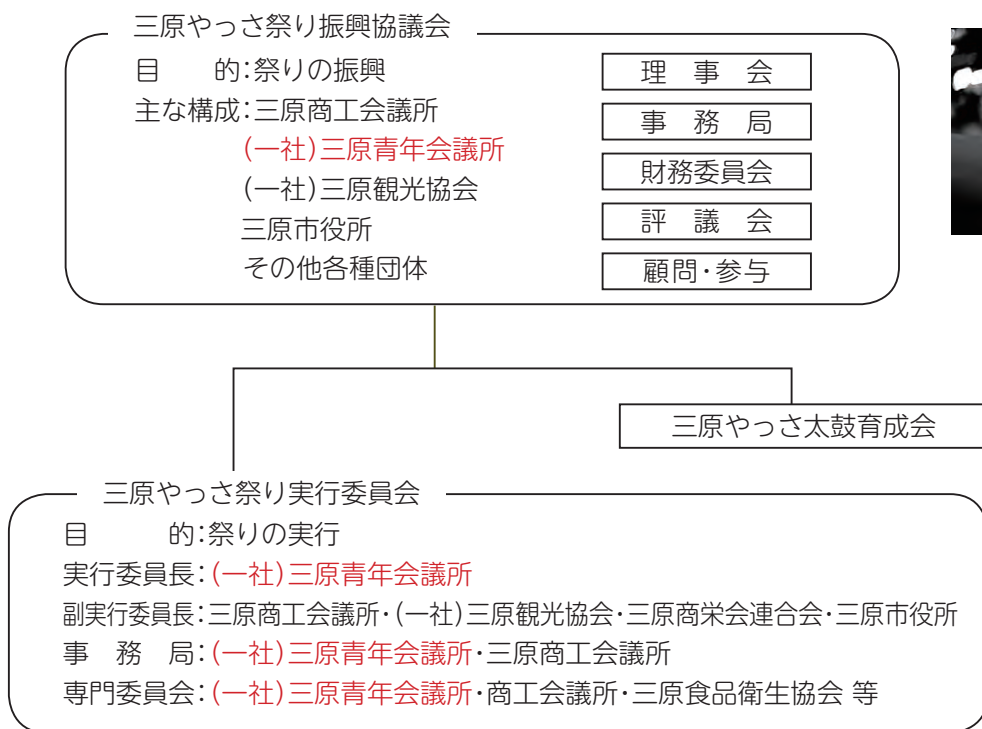 三原やっさ祭り振興協議会
目　　的:祭りの振興
主な構成:三原商工会議所
(一社)三原青年会議所
(一社)三原観光協会
三原市役所
その他各種団体
理　事　会
事　務　局
財務委員会
評　議　会
顧問・参与
三原やっさ太鼓育成会
三原やっさ祭り実行委員会
目　　　的:祭りの実行
実行委員長:(一社)三原青年会議所
副実行委員長:三原商工会議所・(一社)三原観光協会・三原商栄会連合会・三原市役所
事　務　局:(一社)三原青年会議所・三原商工会議所
専門委員会:(一社)三原青年会議所・商工会議所・三原食品衛生協会 等